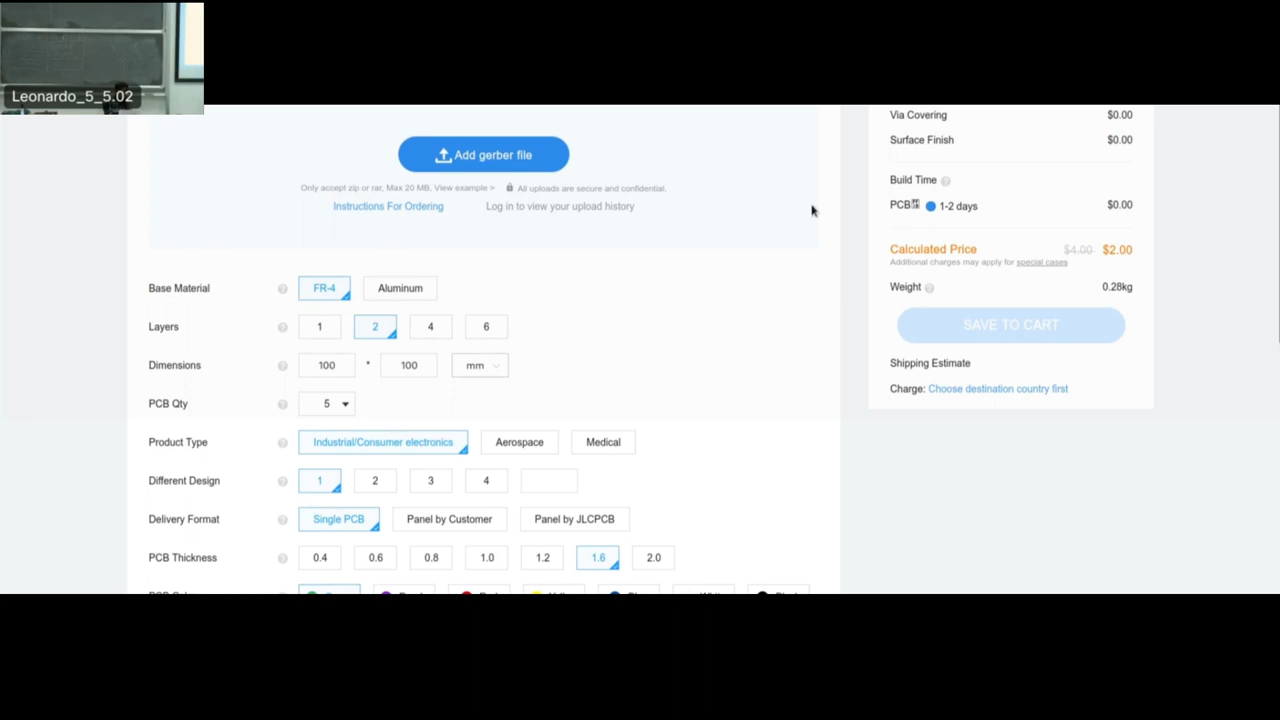 Leonardo_5_5.02
Via Covering $0.00
Add gerber file
Surface Finish $0.00
Only accept zip or rar, Max 20 MB, View example > All uploads are secure and confidential.
Build Time
Instructions For Ordering Log in to view your upload history
PCB 1-2 days $0.00
Calculated Price $4.00 $2.00
Additional charges may apply for special cases
Base Material FR-4 Aluminum
Weight 0.28kg
Layers 1 2 4 6
SAVE TO CART
Dimensions 100 * 100 mm
Shipping Estimate
Charge: Choose destination country first
PCB Qty 5
Product Type Industrial/Consumer electronics Aerospace Medical
Different Design 1 2 3 4
Delivery Format Single PCB Panel by Customer Panel by JLCPCB
PCB Thickness 0.4 0.6 0.8 1.0 1.2 1.6 2.0